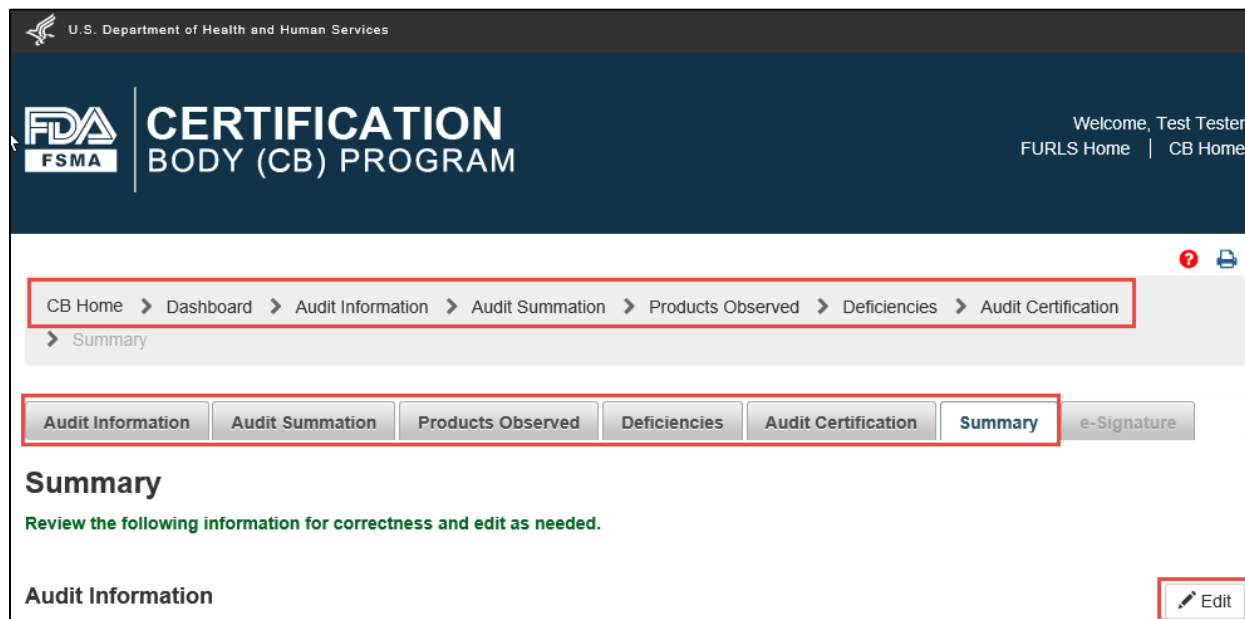 U.S. Department of Health and Human Services
FDA
FSMA
CERTIFICATION
BODY (CB) PROGRAM
Welcome, Test Tester
FURLS Home | CB Home
?
CB Home > Dashboard > Audit Information > Audit Summation > Products Observed > Deficiencies > Audit Certification
> Summary
Audit Information Audit Summation Products Observed Deficiencies Audit Certification Summary e-Signature
Summary
Review the following information for correctness and edit as needed.
Audit Information Edit